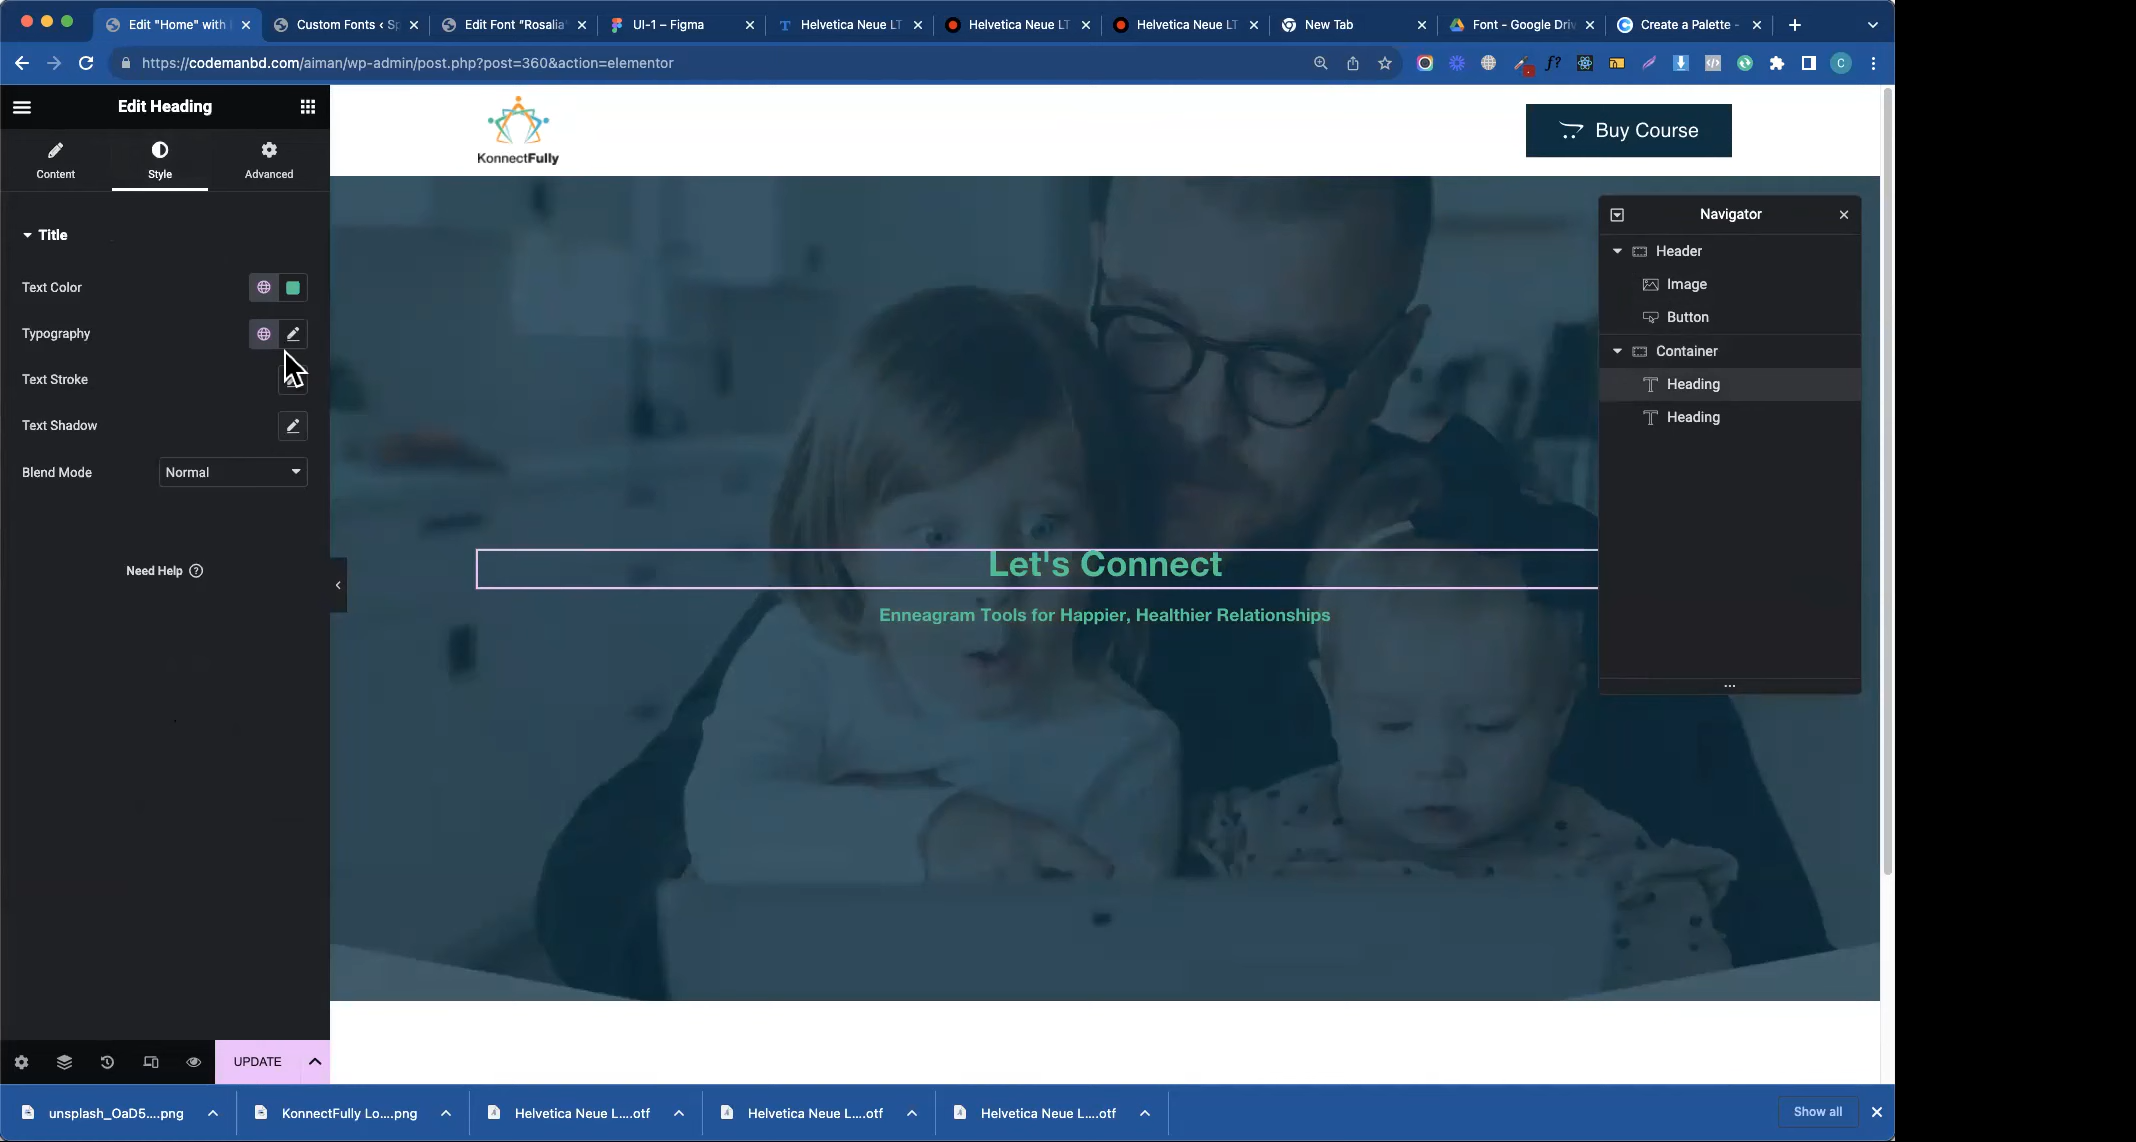 Edit "Home" with
Custom Fonts ‹ Sp
Edit Font "Rosalia"
UI-1 – Figma
Helvetica Neue LT
Helvetica Neue LT
Helvetica Neue LT
New Tab
Font - Google Driv
Create a Palette -
https://codemanbd.com/aiman/wp-admin/post.php?post=360&action=elementor
f?
C
Edit Heading
Content
Style
Advanced
Title
Text Color
Typography
Text Stroke
Text Shadow
Blend Mode
Normal
Need Help
UPDATE
KonnectFully
Buy Course
Let's Connect
Enneagram Tools for Happier, Healthier Relationships
Navigator
Header
Image
Button
Container
Heading
Heading
unsplash_OaD5....png
KonnectFully Lo....png
Helvetica Neue L....otf
Helvetica Neue L....otf
Helvetica Neue L....otf
Show all